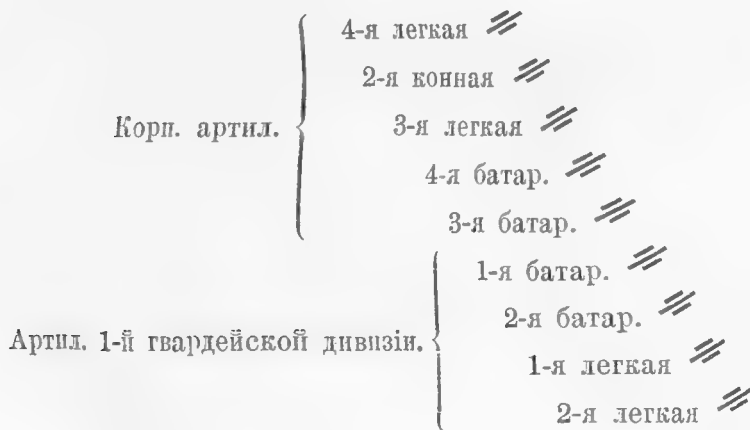 4-я легкая
2-я конная
Корп. артил.
3-я легкая
4-я батар.
3-я батар.
1-я батар.
2-я батар.
Артил. 1-й гвардейской дивизіи.
1-я легкая
2-я легкая